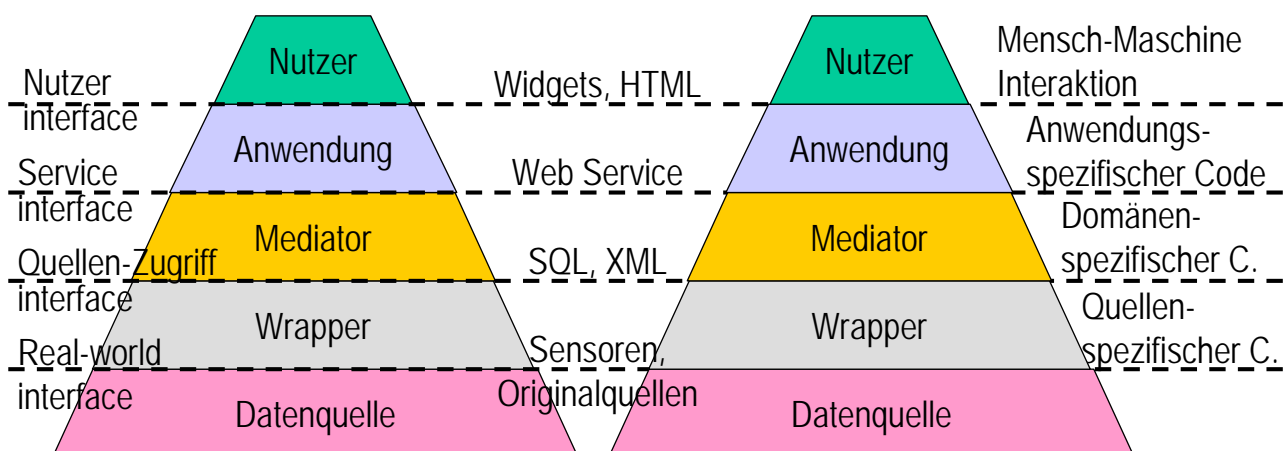 Nutzer
Nutzer
Mensch-Maschine
Interaktion
Nutzer
interface
Widgets, HTML
Anwendung
Anwendung
Anwendungs-
spezifischer Code
Service
interface
Web Service
Mediator
Mediator
Domänen-
spezifischer C.
Quellen-Zugriff
interface
SQL, XML
Wrapper
Wrapper
Quellen-
spezifischer C.
Real-world
interface
Sensoren,
Originalquellen
Datenquelle
Datenquelle